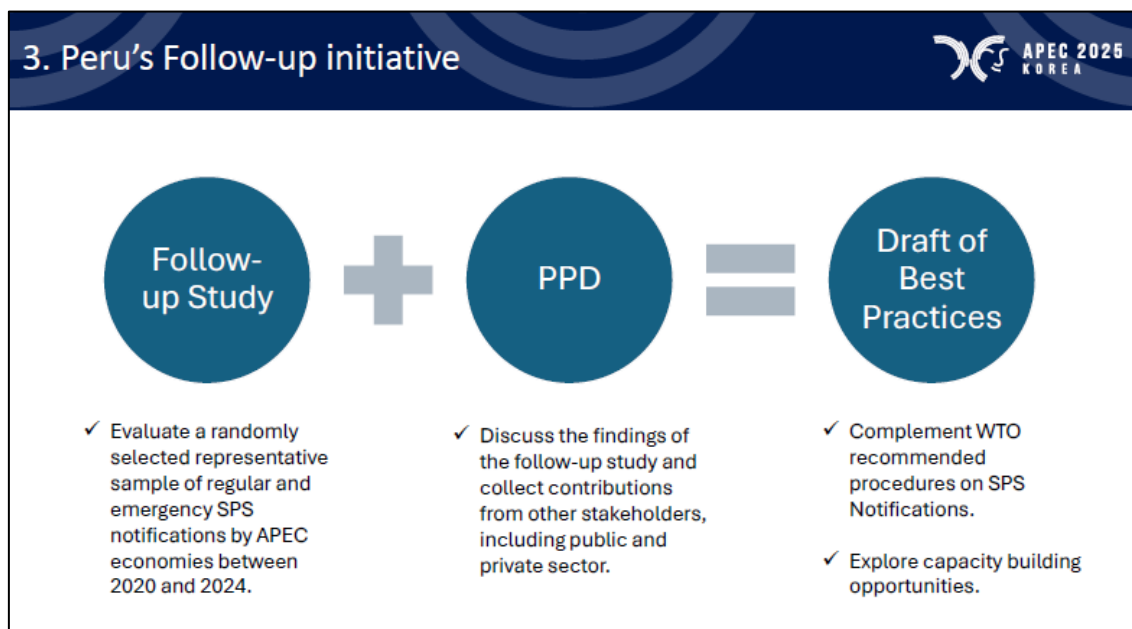 3. Peru's Follow-up initiative
APEC 2025
KOREA
Follow-
up Study
PPD
Draft of
Best
Practices
✓ Evaluate a randomly
selected representative
sample of regular and
emergency SPS
notifications by APEC
economies between
2020 and 2024.
✓ Discuss the findings of
the follow-up study and
collect contributions
from other stakeholders,
including public and
private sector.
✓ Complement WTO
recommended
procedures on SPS
Notifications.
✓ Explore capacity building
opportunities.